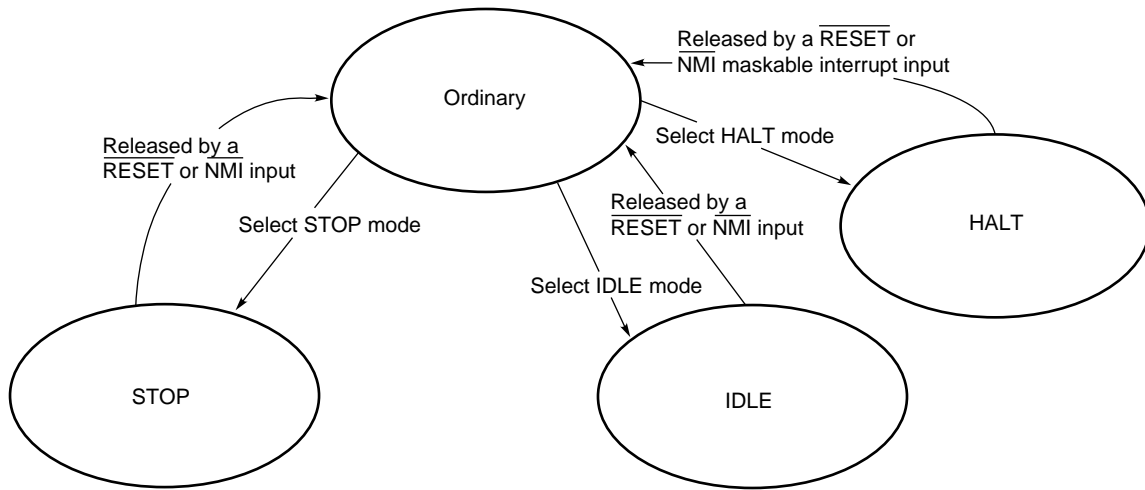 Released by a RESET or
NMI maskable interrupt input
Ordinary
Released by a
RESET or NMI input
Select HALT mode
Select STOP mode
Released by a
RESET or NMI input
HALT
Select IDLE mode
STOP
IDLE